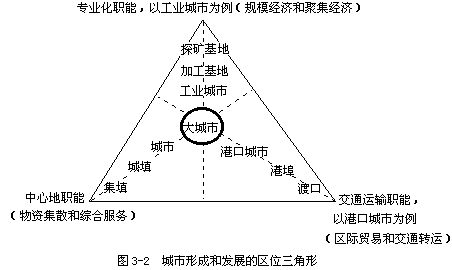 专业化职能，以工业城市为例(规模经济和聚集经济)
探矿基地
加工基地
工业城市
大城市
城市
港口城市
城填
港埠
集填
渡口
中心地职能
(物资集散和综合服务)
交通运输职能，
以港口城市为例
(区际贸易和交通转运)
图3-2 城市形成和发展的区位三角形